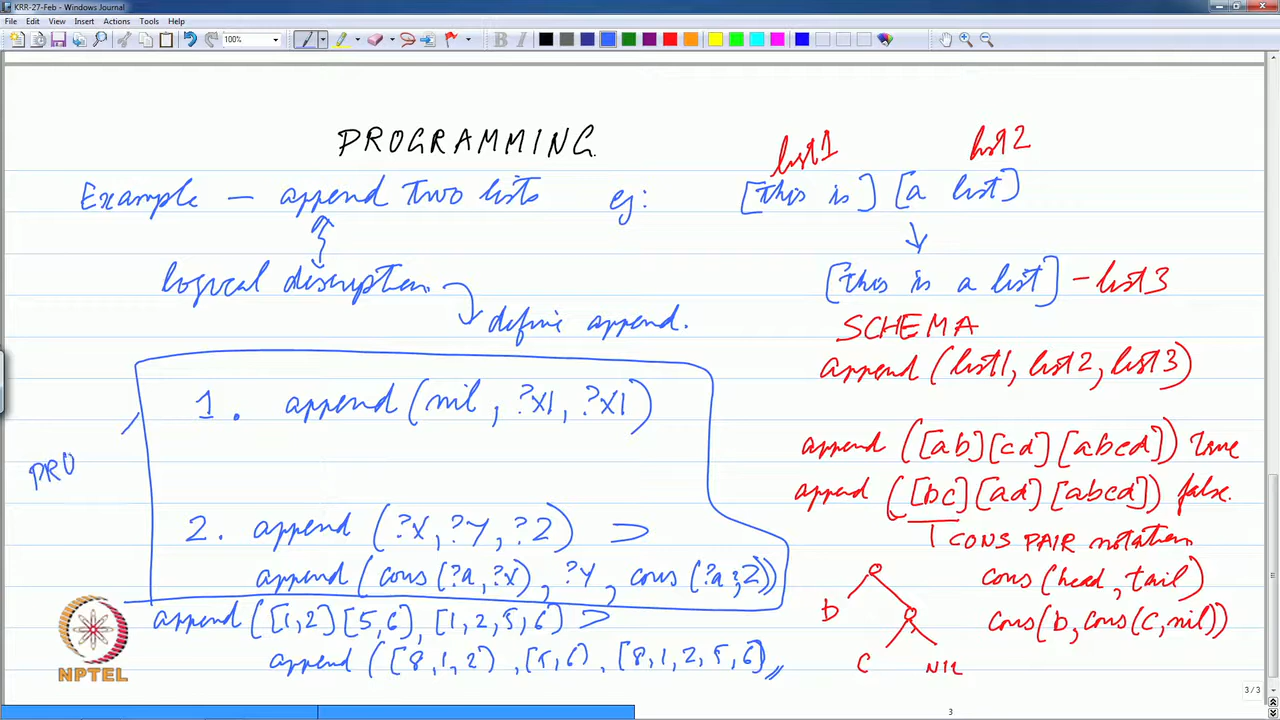 KRR-27-Feb - Windows Journal
File Edit View Insert Actions Tools Help
100%
B I
PROGRAMMING
list1 list2
Example — append two lists eg: [this is] [a list]
logical discription [this is a list] - list3
define append.
SCHEMA
append (list1, list2, list3)
1. append (nil, ?x1, ?x1)
append ([ab][cd][abcd]) True
PRO
append ([bc][ad][abcd]) false.
2. append (?x, ?y, ?z) ⊃
CONS PAIR notation
append (cons (?a, ?x), ?y, cons (?a, ?z))
cons (head, tail)
append ([1,2][5,6], [1,2,5,6]) ⊃
b
cons(b, cons(c, nil))
append ([8,1,2), [5,6), [8,1,2,5,6],
C NIL
NPTEL
3/3
3